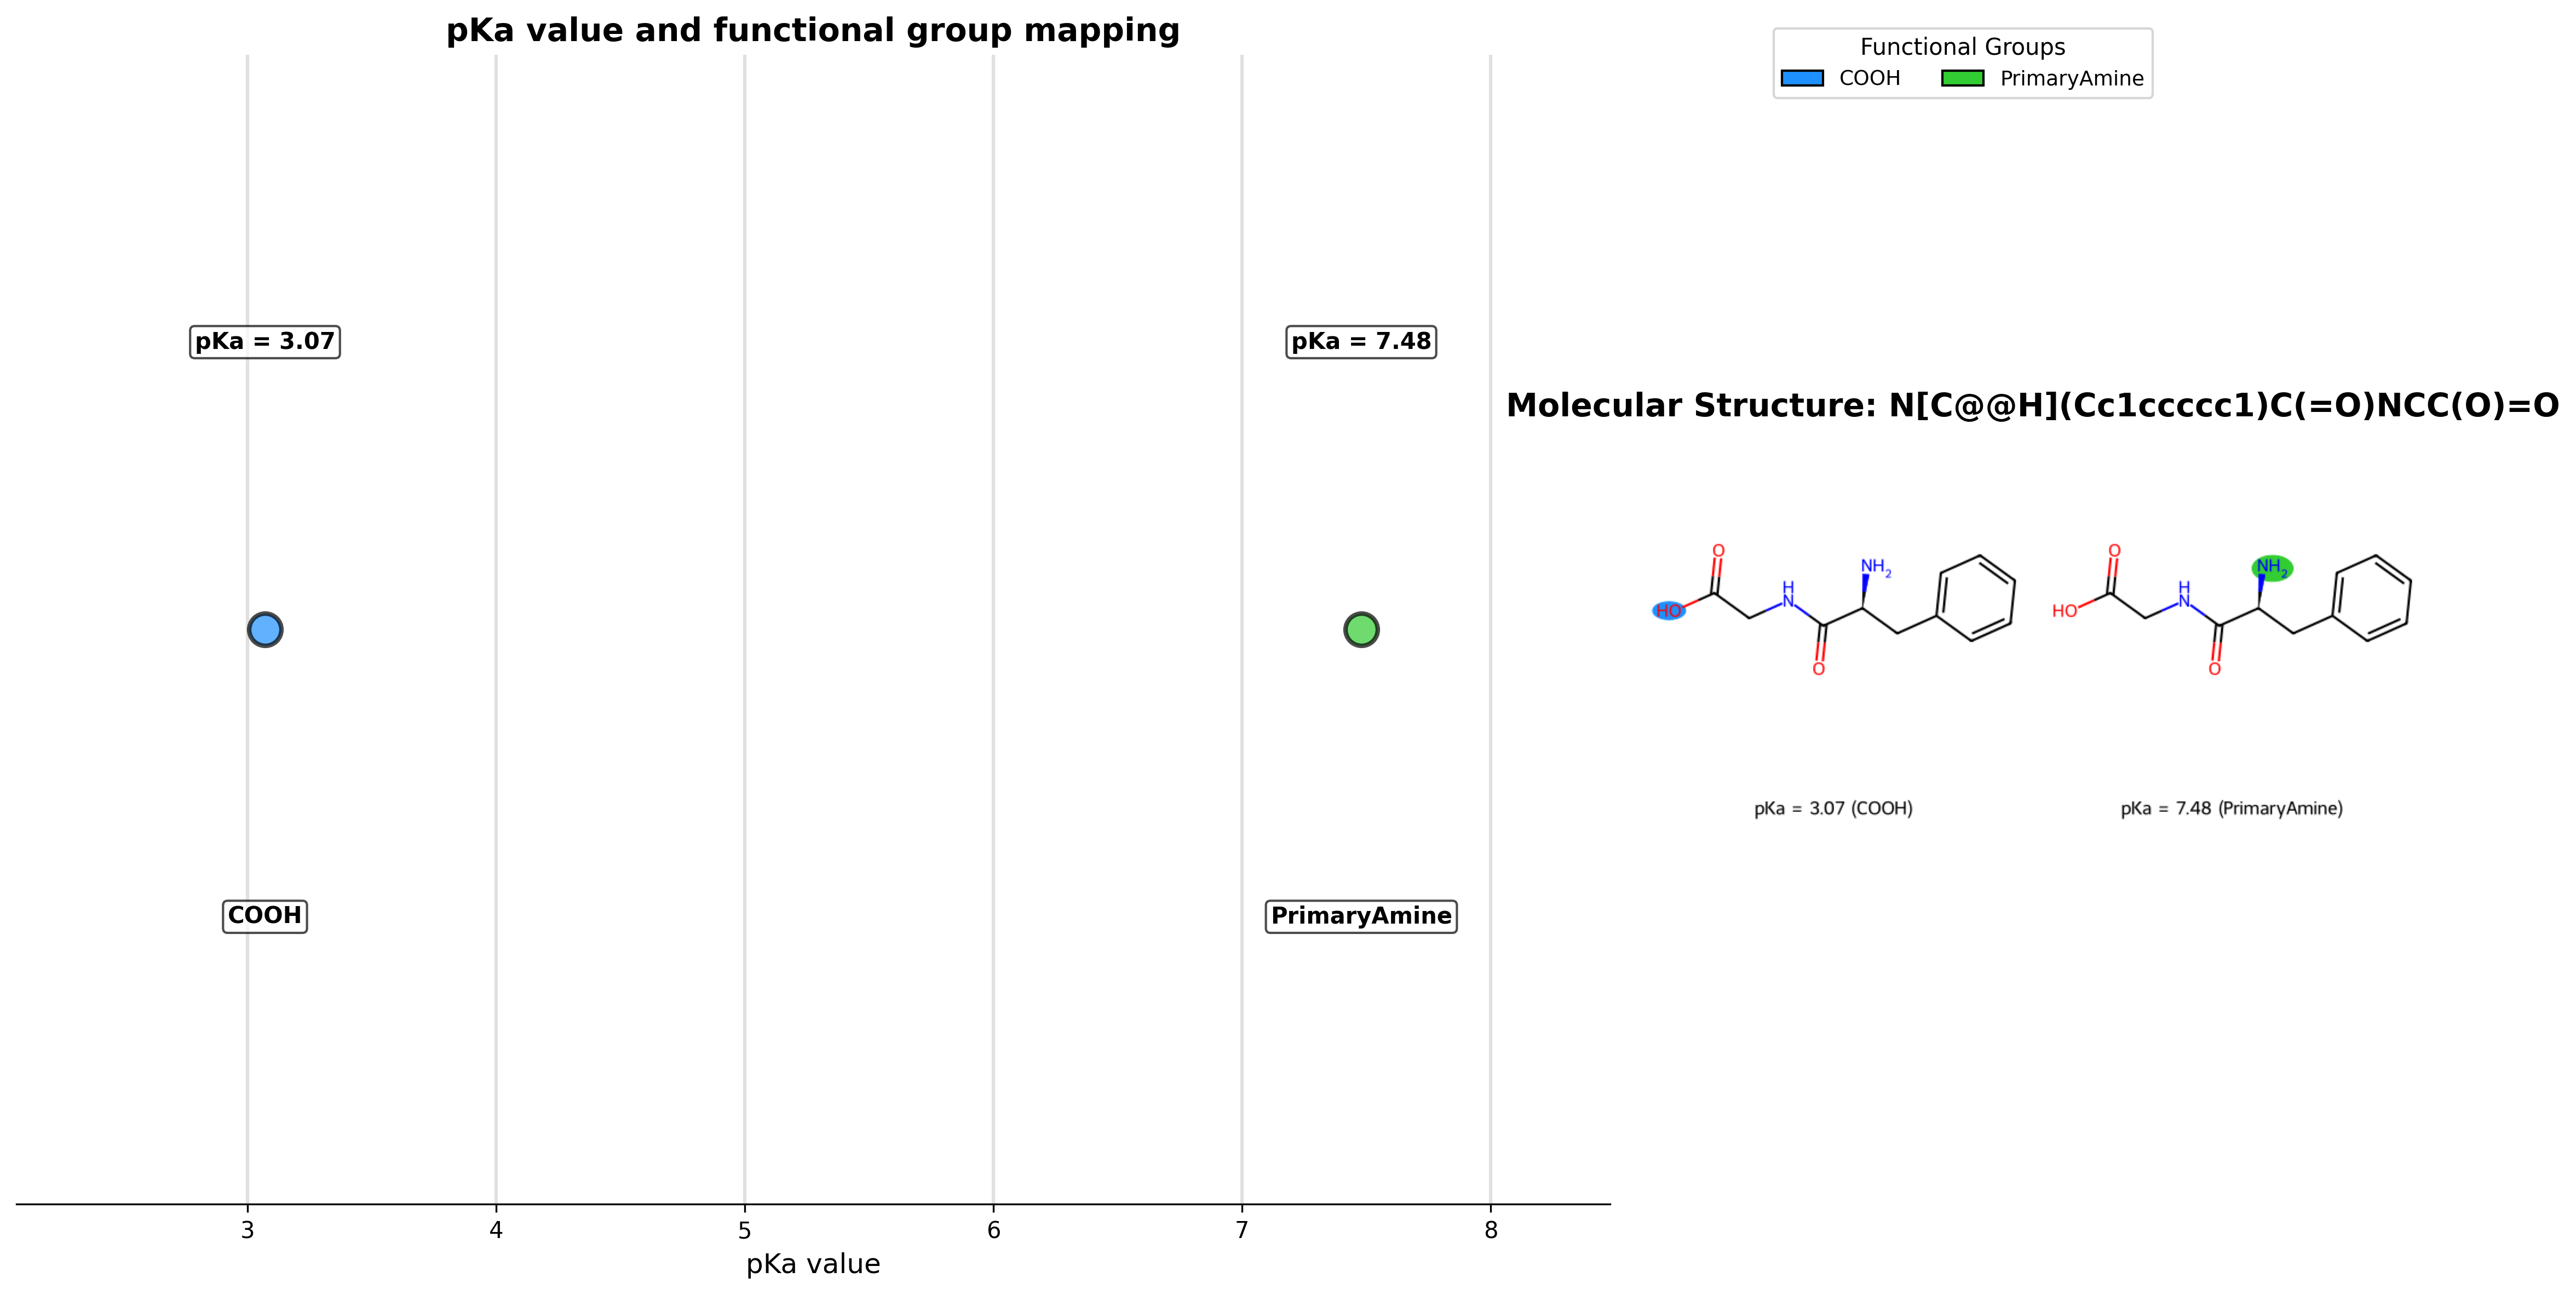 pKa value and functional group mapping
Functional Groups
COOH PrimaryAmine
pKa = 3.07 pKa = 7.48
Molecular Structure: N[C@@H](Cc1ccccc1)C(=O)NCC(O)=O
O NH2 O NH2
HO H N O HO H N O
pKa = 3.07 (COOH) pKa = 7.48 (PrimaryAmine)
COOH PrimaryAmine
3 4 5 6 7 8
pKa value